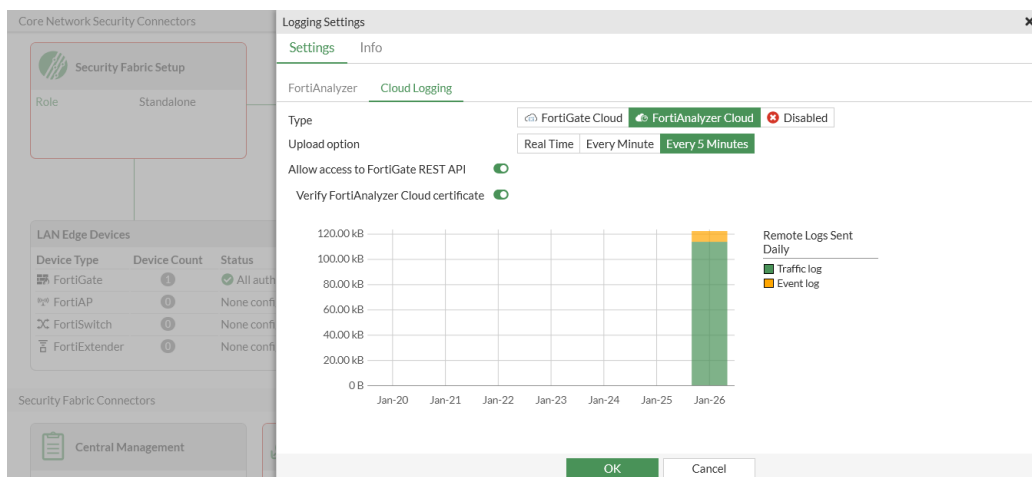 Core Network Security Connectors
Security Fabric Setup
Role Standalone
LAN Edge Devices
Device Type Device Count Status
FortiGate 1 All auth
FortiAP 0 None confi
FortiSwitch 0 None confi
FortiExtender 0 None confi
Security Fabric Connectors
Central Management
Logging Settings
Settings Info
FortiAnalyzer Cloud Logging
Type FortiGate Cloud FortiAnalyzer Cloud Disabled
Upload option Real Time Every Minute Every 5 Minutes
Allow access to FortiGate REST API
Verify FortiAnalyzer Cloud certificate
120.00 kB
100.00 kB
80.00 kB
60.00 kB
40.00 kB
20.00 kB
0 B
Jan-20 Jan-21 Jan-22 Jan-23 Jan-24 Jan-25 Jan-26
Remote Logs Sent
Daily
Traffic log
Event log
OK Cancel